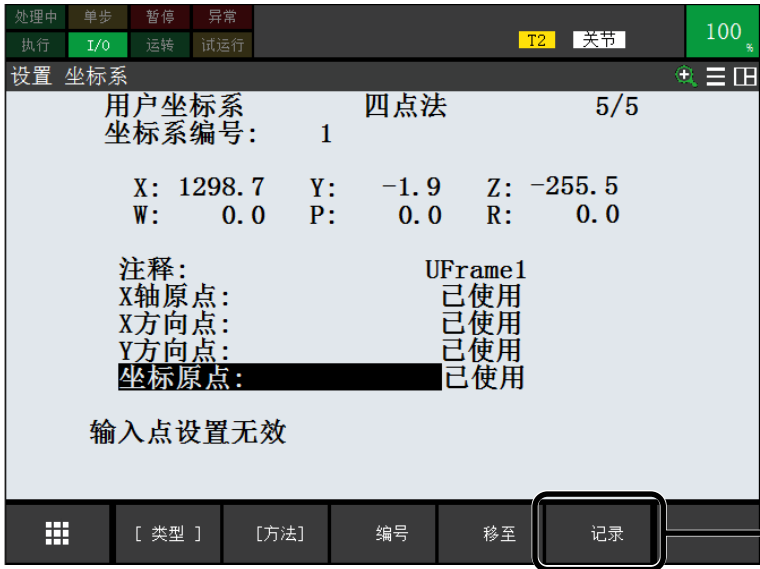 处理中 单步 暂停 异常
执行 I/O 运转 试运行 T2 关节 100 %
设置 坐标系
用户坐标系 四点法 5/5
坐标系编号: 1
X: 1298.7 Y: -1.9 Z: -255.5
W: 0.0 P: 0.0 R: 0.0
注释: UFrame1
X轴原点: 已使用
X方向点: 已使用
Y方向点: 已使用
坐标原点: 已使用
输入点设置无效
[ 类型 ] [方法] 编号 移至 记录